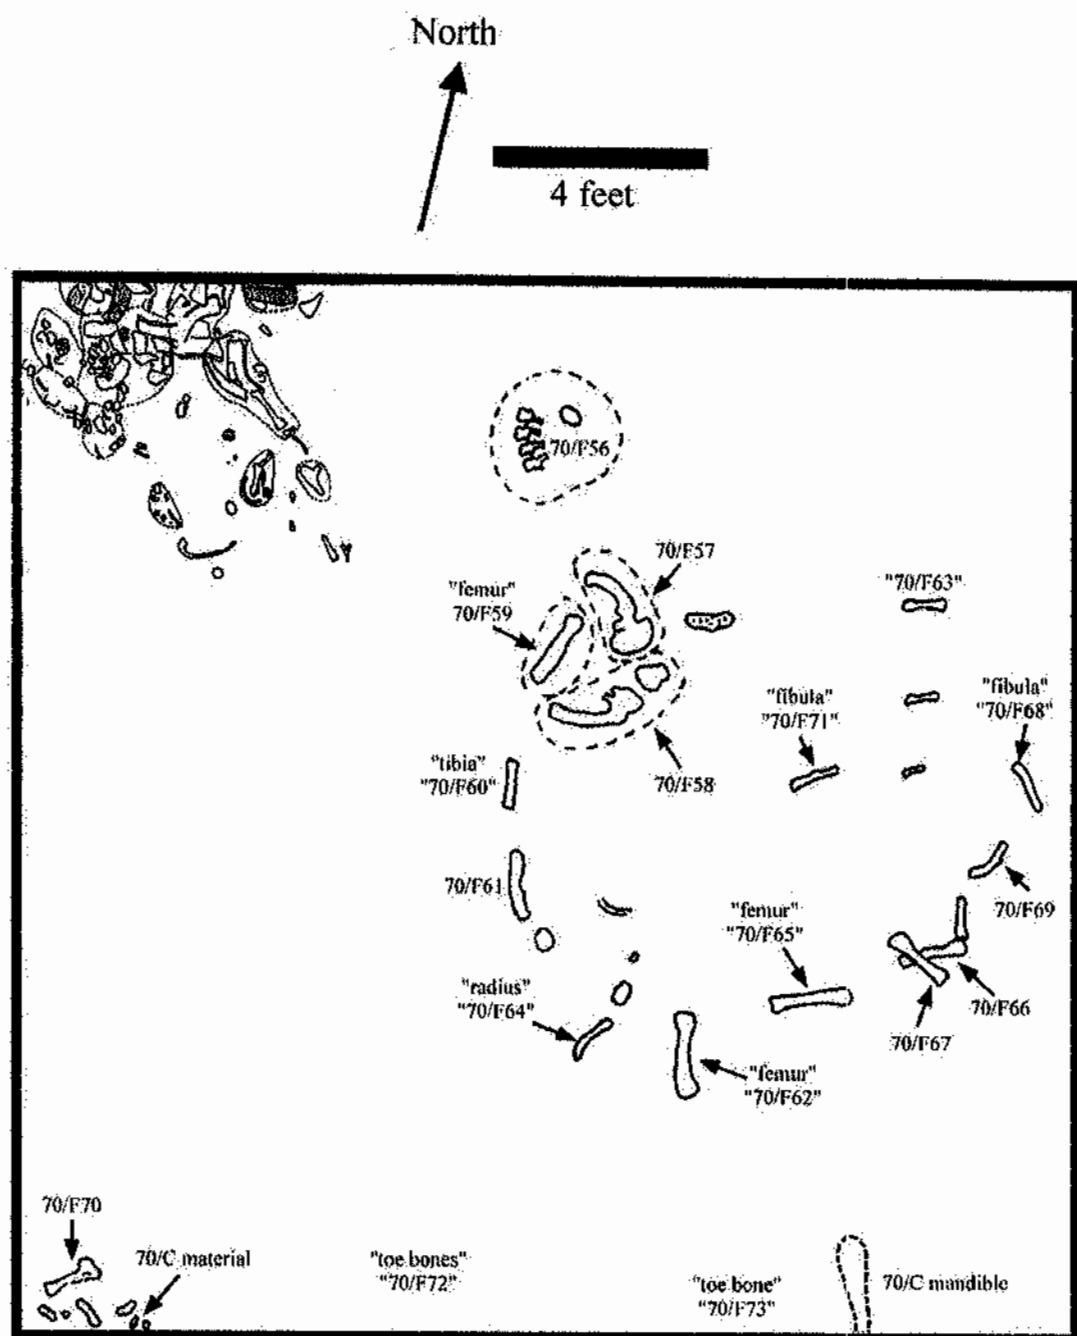 North
4 feet
70/F56
70/F57
"femur"
70/F59
"70/F63"
"fibula"
"70/F71"
"fibula"
"70/F68"
"tibia"
"70/F60"
70/F58
70/F61
"femur"
"70/F65"
70/F69
"radius"
"70/F64"
70/F66
70/F67
"femur"
"70/F62"
70/F70
70/C material
"toe bones"
"70/F72"
"toe bone"
"70/F73"
70/C mandible